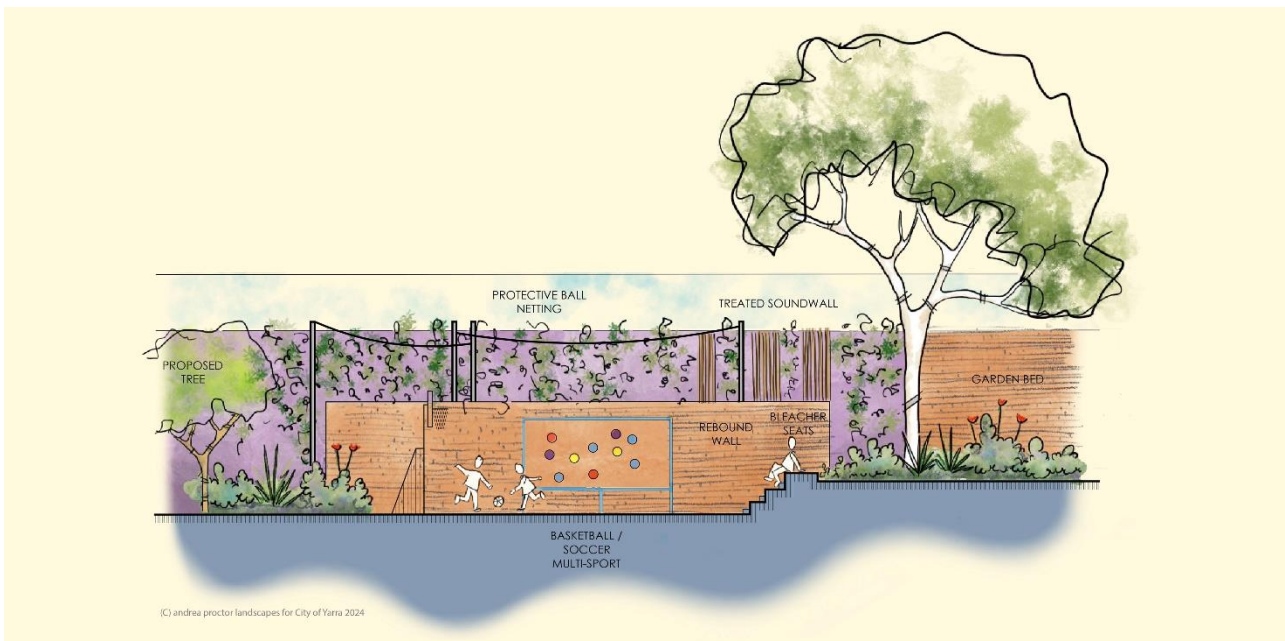 PROTECTIVE BALL
NETTING
TREATED SOUNDWALL
PROPOSED
TREE
GARDEN BED
BLEACHER
SEATS
REBOUND
WALL
BASKETBALL /
SOCCER
MULTI-SPORT
(C) andrea proctor landscapes for City of Yarra 2024